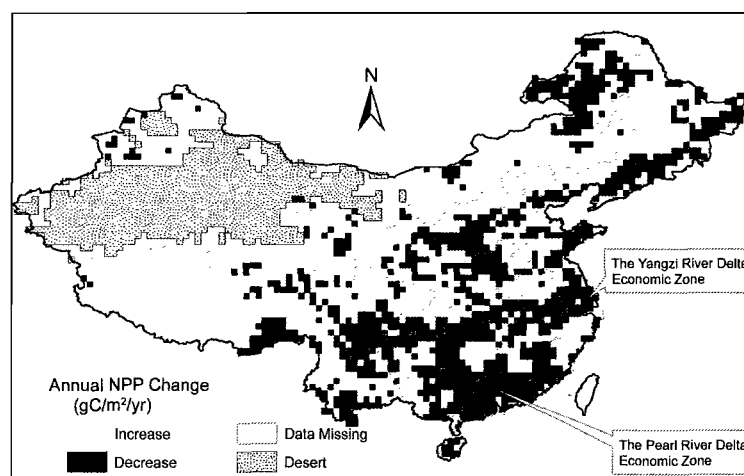 N
The Yangzi River Delta
Economic Zone
Annual NPP Change
(gC/m²/yr)
Increase
Data Missing
Decrease
Desert
The Pearl River Delta
Economic Zone